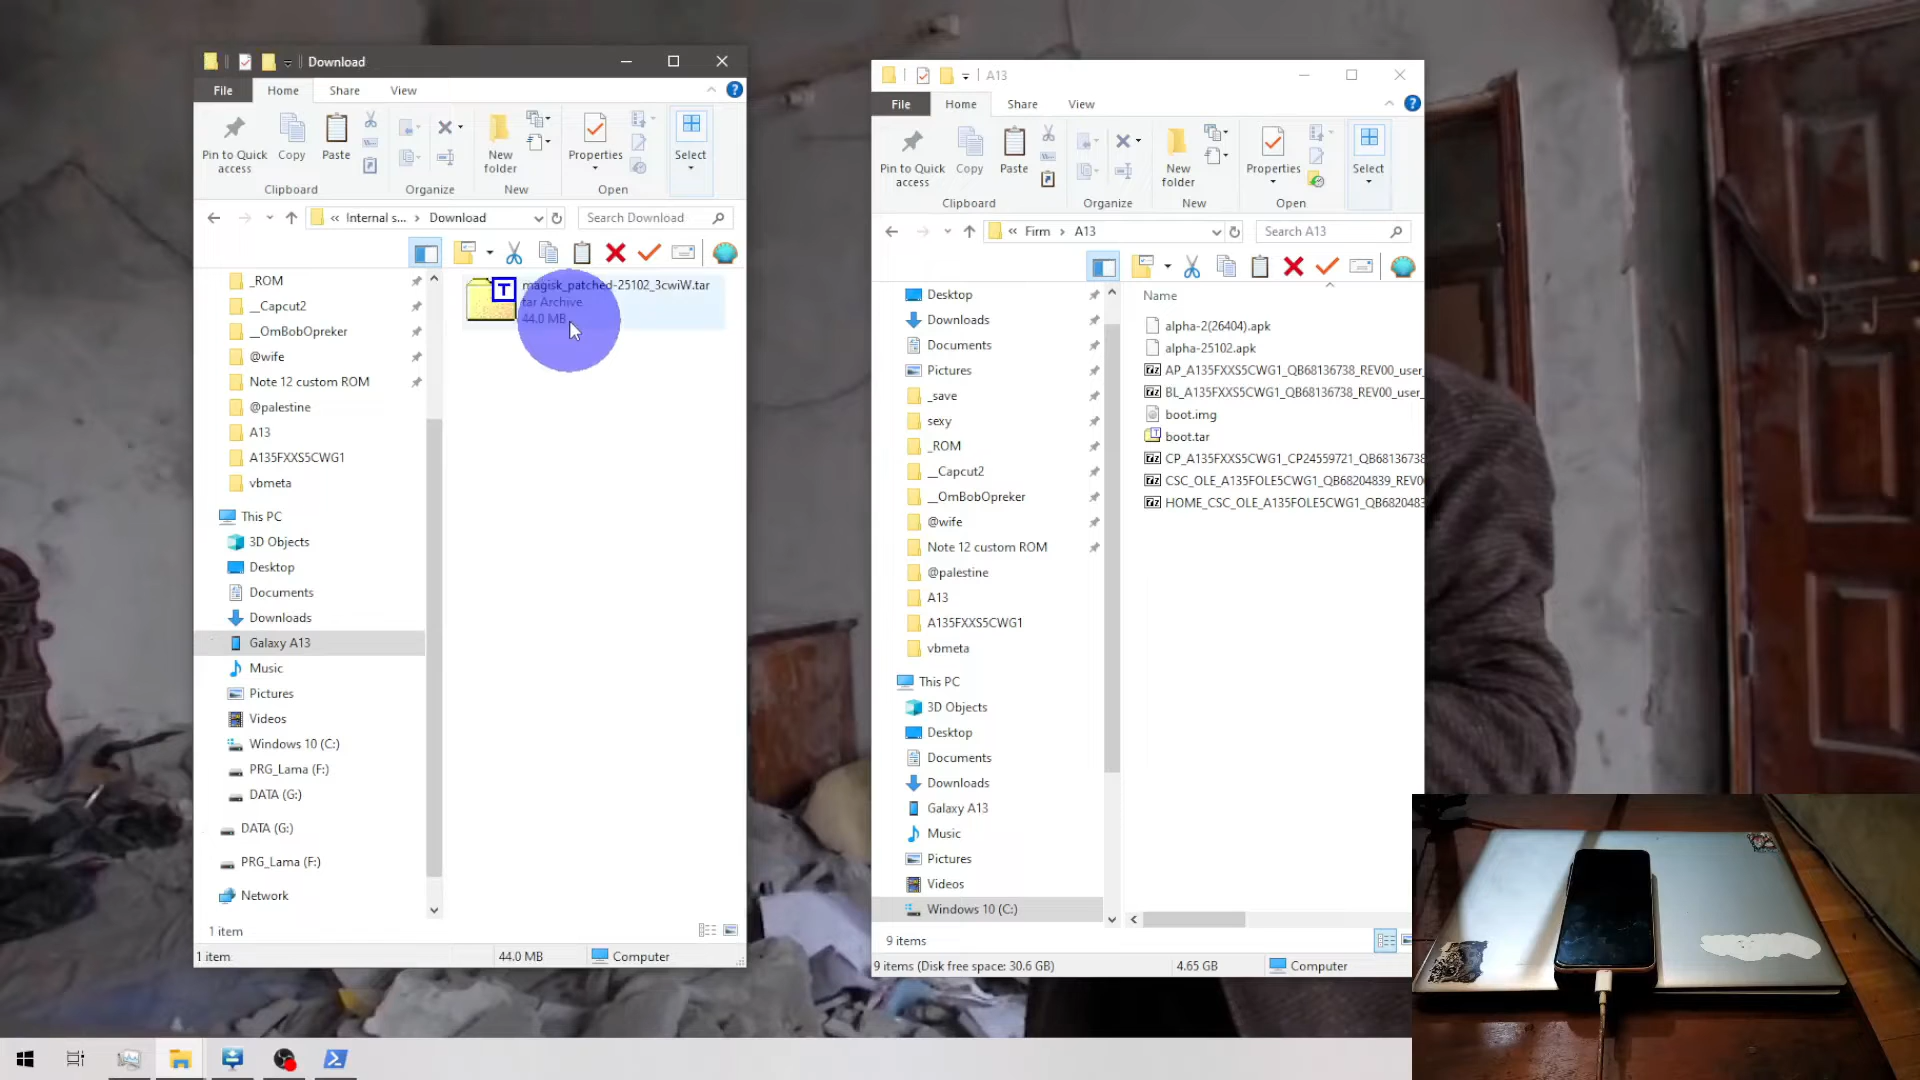 Download
File
Home
Share
View
Pin to Quick access
Copy
Paste
New folder
Properties
Select
Clipboard
Organize
New
Open
« Internal s... › Download
Search Download
_ROM
__Capcut2
__OmBobOpreker
@wife
Note 12 custom ROM
@palestine
A13
A135FXXS5CWG1
vbmeta
This PC
3D Objects
Desktop
Documents
Downloads
Galaxy A13
Music
Pictures
Videos
Windows 10 (C:)
PRG_Lama (F:)
DATA (G:)
DATA (G:)
PRG_Lama (F:)
Network
magisk_patched-25102_3cwiW.tar
tar Archive
44.0 MB
1 item
1 item
44.0 MB
Computer
A13
File
Home
Share
View
Pin to Quick access
Copy
Paste
New folder
Properties
Select
Clipboard
Organize
New
Open
« Firm › A13
Search A13
Desktop
Downloads
Documents
Pictures
_save
sexy
_ROM
__Capcut2
__OmBobOpreker
@wife
Note 12 custom ROM
@palestine
A13
A135FXXS5CWG1
vbmeta
This PC
3D Objects
Desktop
Documents
Downloads
Galaxy A13
Music
Pictures
Videos
Windows 10 (C:)
Name
alpha-2(26404).apk
alpha-25102.apk
AP_A135FXXS5CWG1_QB68136738_REV00_user_
BL_A135FXXS5CWG1_QB68136738_REV00_user_
boot.img
boot.tar
CP_A135FXXS5CWG1_CP24559721_QB68136738
CSC_OLE_A135FOLE5CWG1_QB68204839_REV0
HOME_CSC_OLE_A135FOLE5CWG1_QB6820483
9 items
9 items (Disk free space: 30.6 GB)
4.65 GB
Computer